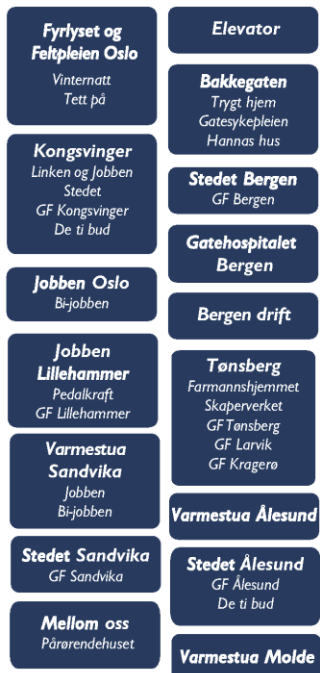 Fyrlyset og
Feltpleien Oslo
Vinternatt
Tett på
Kongsvinger
Linken og Jobben
Stedet
GF Kongsvinger
De ti bud
Jobben Oslo
Bi-jobben
Jobben
Lillehammer
Pedalkraft
GF Lillehammer
Varmestua
Sandvika
Jobben
Bi-jobben
Stedet Sandvika
GF Sandvika
Mellom oss
Pårørendehuset
Elevator
Bakkegaten
Trygt hjem
Gatesykepleien
Hannas hus
Stedet Bergen
GF Bergen
Gatehospitalet
Bergen
Bergen drift
Tønsberg
Farmannshjemmet
Skaperverket
GF Tønsberg
GF Larvik
GF Kragerø
Varmestua Ålesund
Stedet Ålesund
GF Ålesund
De ti bud
Varmestua Molde